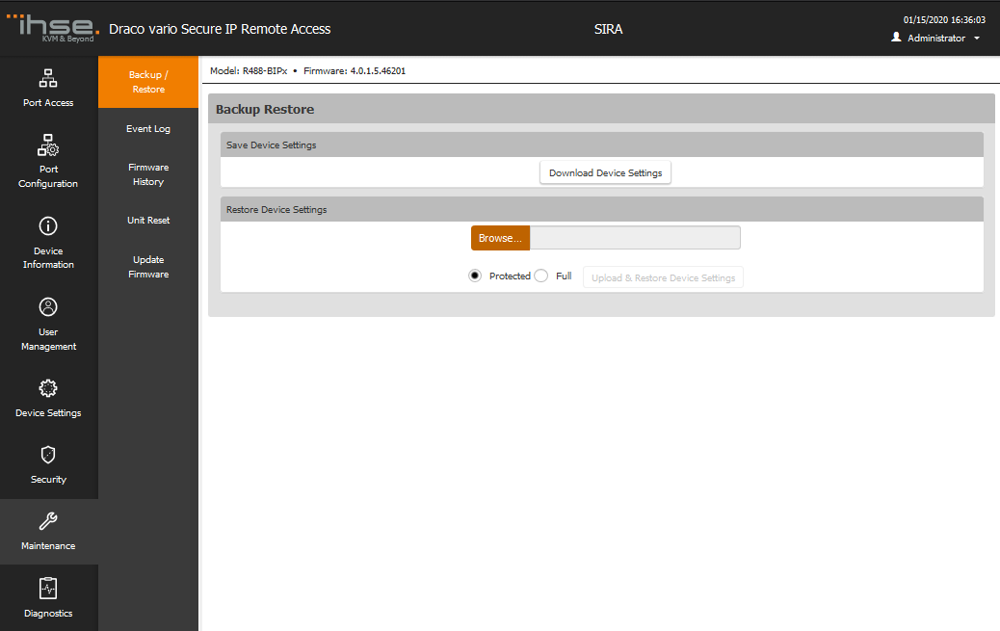 ihse.
KVM & Beyond
Draco vario Secure IP Remote Access
SIRA
01/15/2020 16:36:03
Administrator
Port Access
Port
Configuration
Device
Information
User
Management
Device Settings
Security
Maintenance
Diagnostics
Backup /
Restore
Event Log
Firmware
History
Unit Reset
Update
Firmware
Model: R488-BIPx • Firmware: 4.0.1.5.46201
Backup Restore
Save Device Settings
Download Device Settings
Restore Device Settings
Browse...
Protected Full Upload & Restore Device Settings